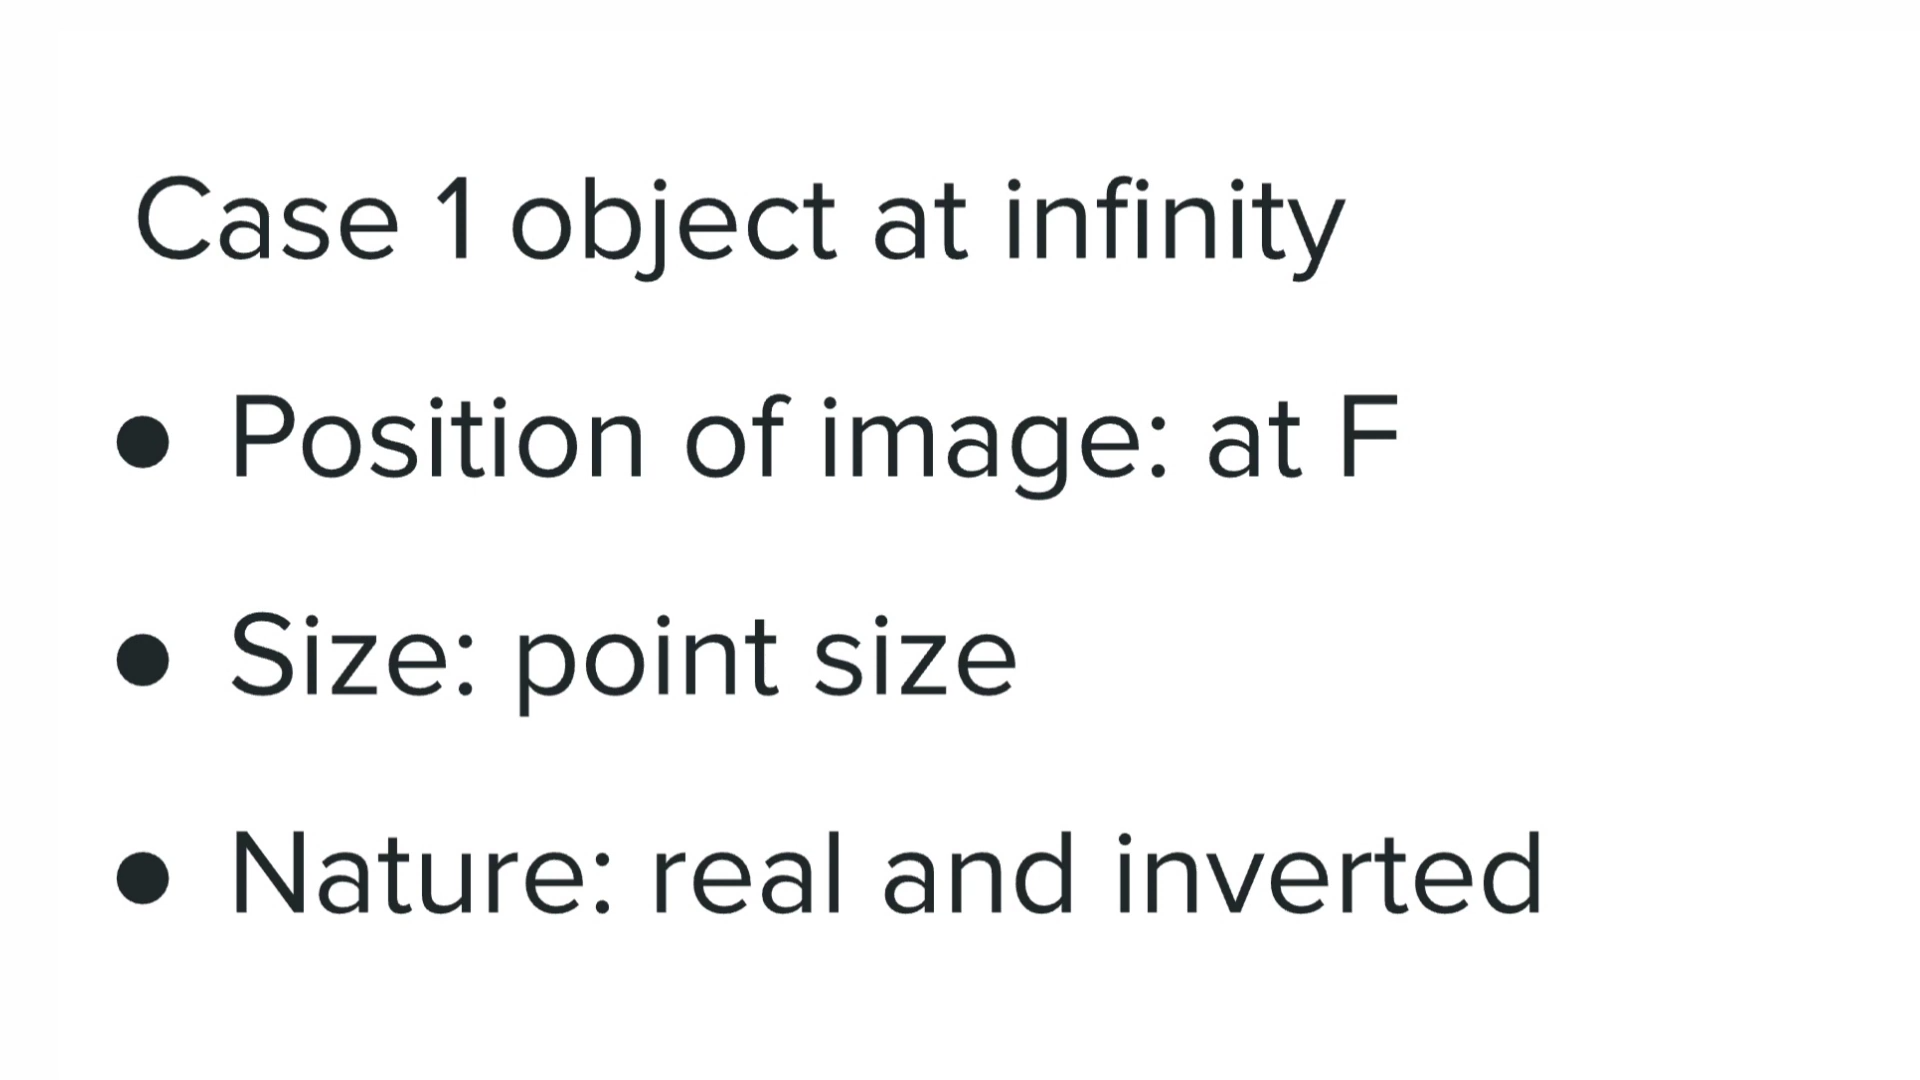 Case 1 object at infinity
● Position of image: at F
● Size: point size
● Nature: real and inverted